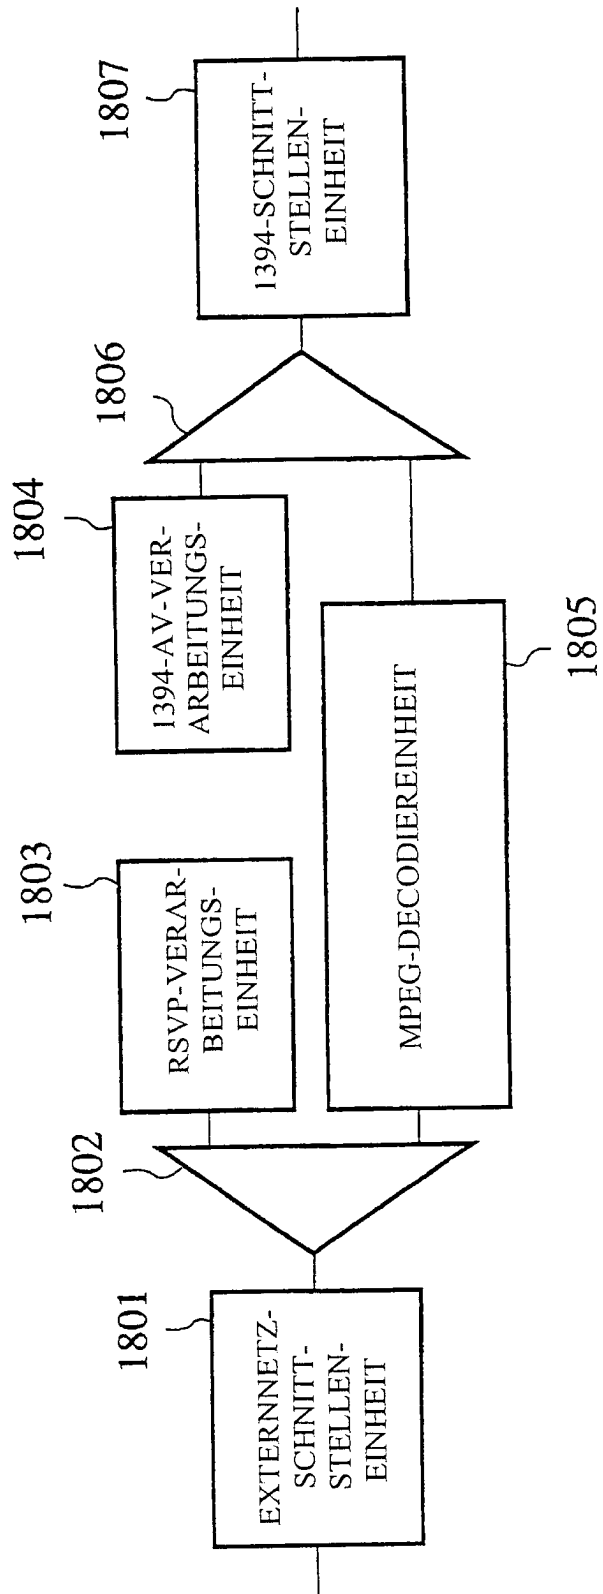 1801
EXTERNNETZ-
SCHNITT-
STELLEN-
EINHEIT
1802
1803
RSVP-VERAR-
BEITUNGS-
EINHEIT
1804
1394-AV-VER-
ARBEITUNGS-
EINHEIT
MPEG-DECODIEREINHEIT
1805
1806
1807
1394-SCHNITT-
STELLEN-
EINHEIT